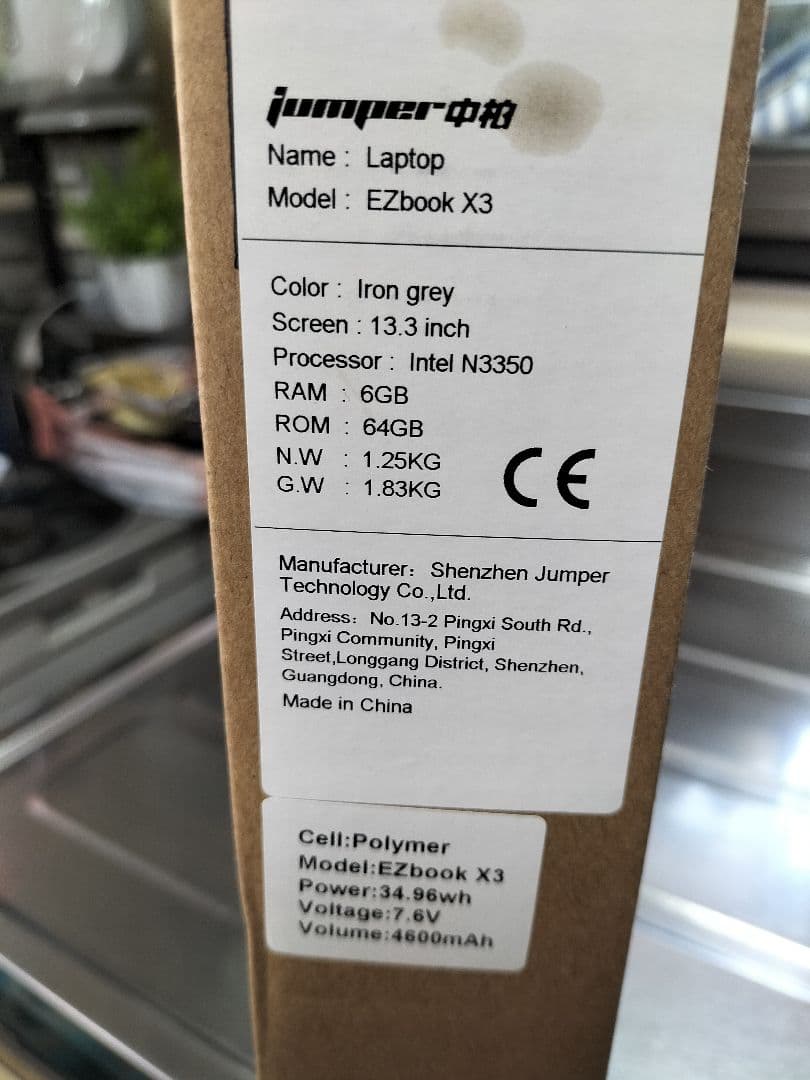 jumper中柏
Name : Laptop
Model : EZbook X3
Color : Iron grey
Screen : 13.3 inch
Processor : Intel N3350
RAM : 6GB
ROM : 64GB
N.W : 1.25KG
G.W : 1.83KG
CE
Manufacturer: Shenzhen Jumper
Technology Co.,Ltd.
Address: No.13-2 Pingxi South Rd.,
Pingxi Community, Pingxi
Street,Longgang District, Shenzhen,
Guangdong, China.
Made in China
Cell:Polymer
Model:EZbook X3
Power:34.96wh
Voltage:7.6V
Volume:4600mAh